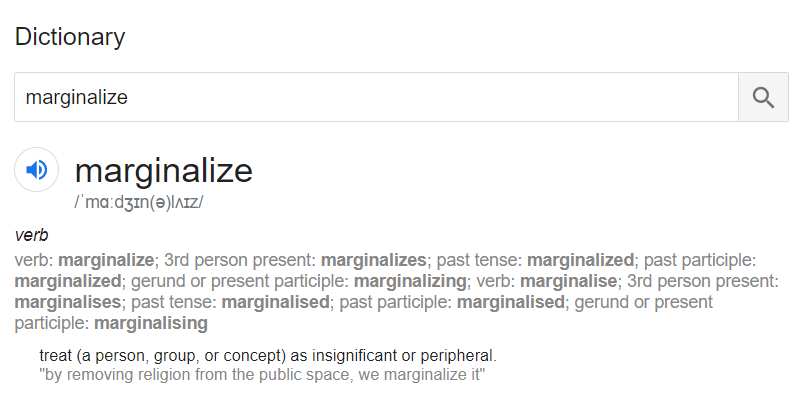 Dictionary
marginalize
marginalize
/ˈmɑːdʒɪn(ə)lʌɪz/
verb
verb: marginalize; 3rd person present: marginalizes; past tense: marginalized; past participle:
marginalized; gerund or present participle: marginalizing; verb: marginalise; 3rd person present:
marginalises; past tense: marginalised; past participle: marginalised; gerund or present
participle: marginalising
treat (a person, group, or concept) as insignificant or peripheral.
"by removing religion from the public space, we marginalize it"